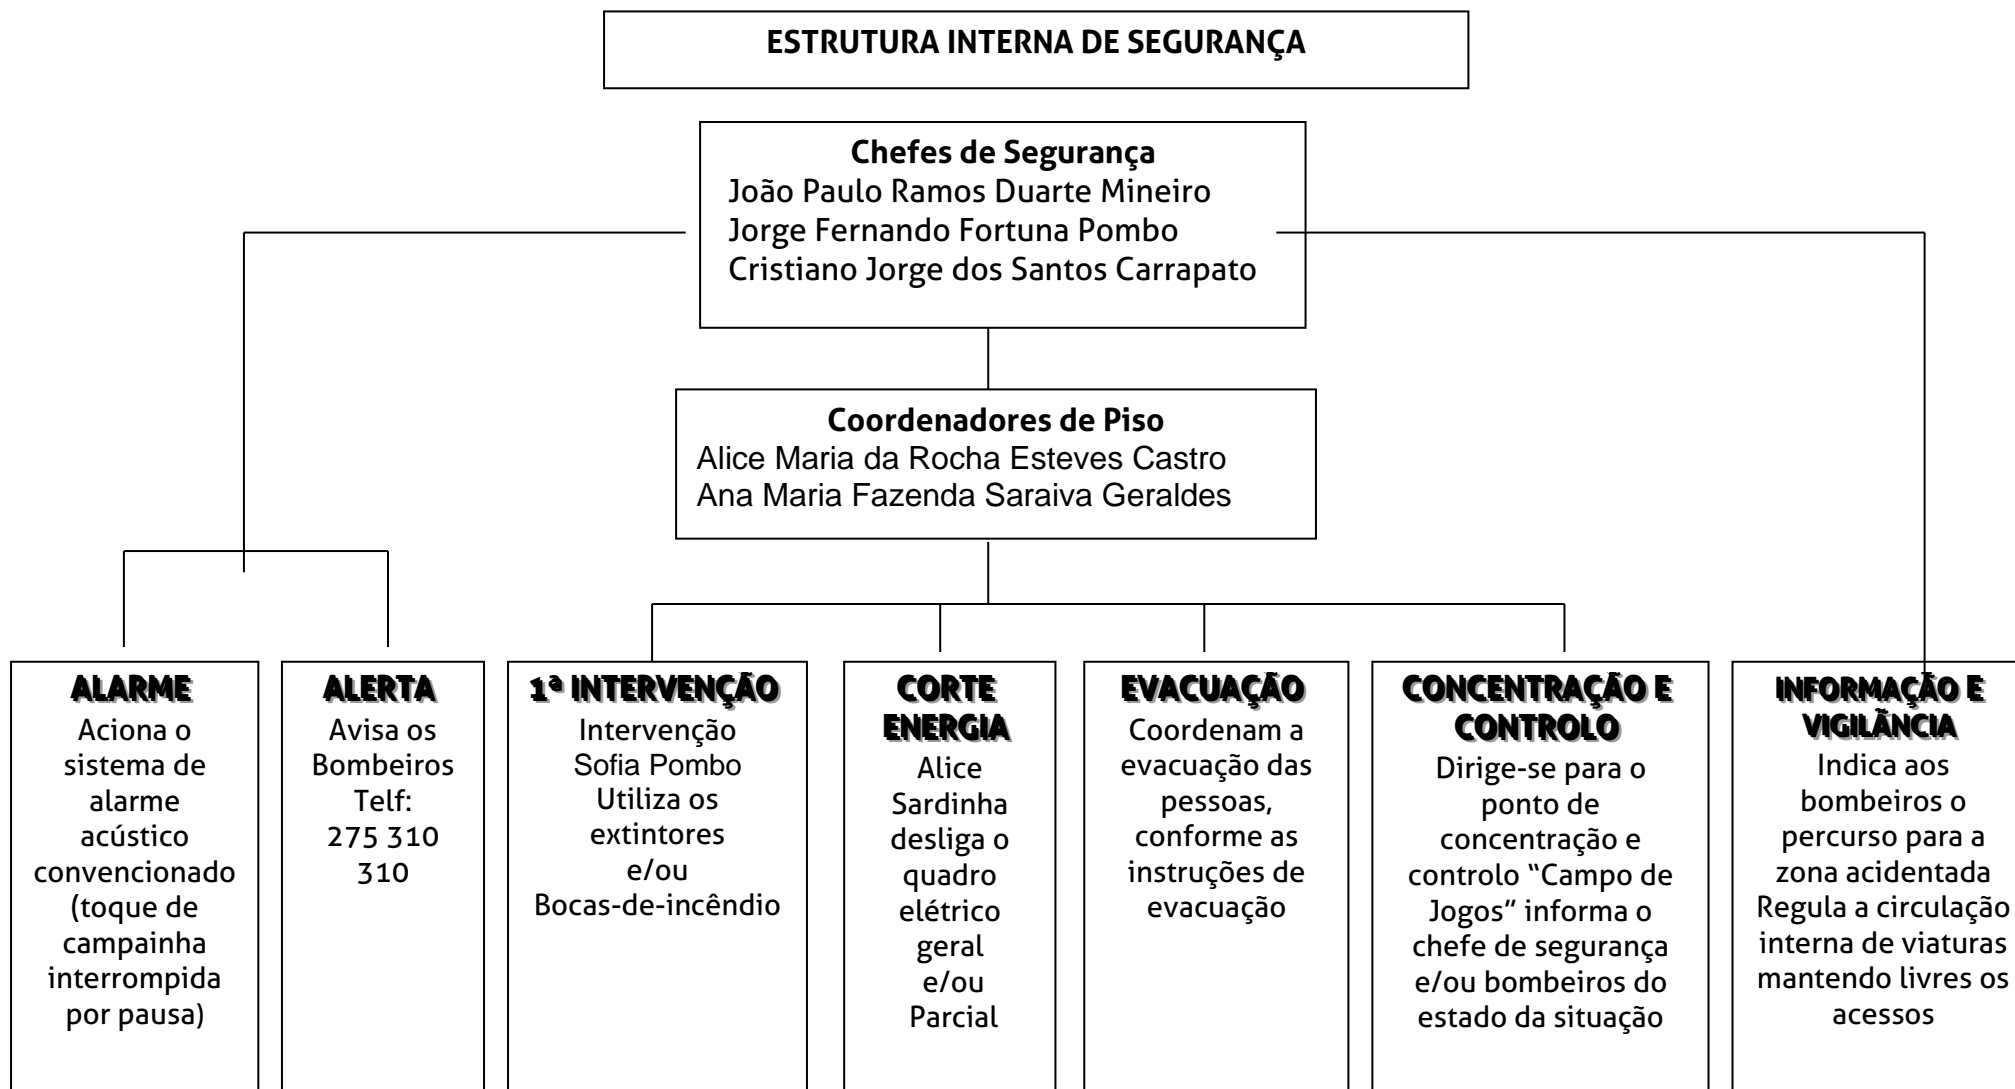 ESTRUTURA INTERNA DE SEGURANÇA
Chefes de Segurança
João Paulo Ramos Duarte Mineiro
Jorge Fernando Fortuna Pombo
Cristiano Jorge dos Santos Carrapato
Coordenadores de Piso
Alice Maria da Rocha Esteves Castro
Ana Maria Fazenda Saraiva Geraldes
ALARME
Aciona o
sistema de
alarme
acústico
convencionado
(toque de
campainha
interrompida
por pausa)
ALERTA
Avisa os
Bombeiros
Telf:
275 310
310
1ª INTERVENÇÃO
Intervenção
Sofia Pombo
Utiliza os
extintores
e/ou
Bocas-de-incêndio
CORTE
ENERGIA
Alice
Sardinha
desliga o
quadro
elétrico
geral
e/ou
Parcial
EVACUAÇÃO
Coordenam a
evacuação das
pessoas,
conforme as
instruções de
evacuação
CONCENTRAÇÃO E
CONTROLO
Dirige-se para o
ponto de
concentração e
controlo “Campo de
Jogos” informa o
chefe de segurança
e/ou bombeiros do
estado da situação
INFORMAÇÃO E
VIGILÃNCIA
Indica aos
bombeiros o
percurso para a
zona acidentada
Regula a circulação
interna de viaturas
mantendo livres os
acessos